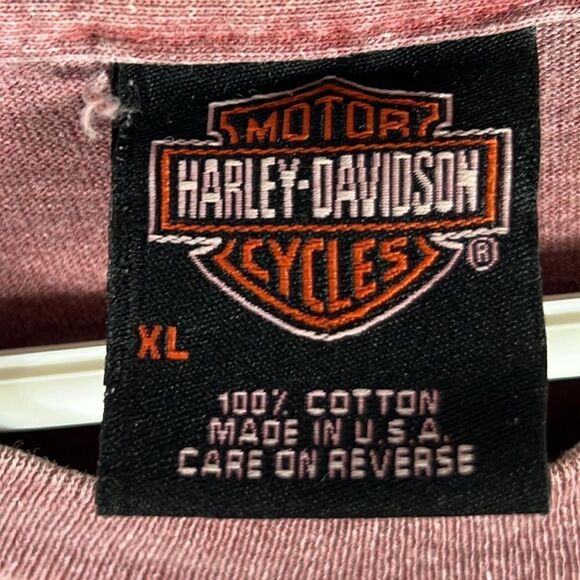 MOTOR
HARLEY-DAVIDSON
CYCLES ®
XL
100% COTTON
MADE IN U.S.A.
CARE ON REVERSE